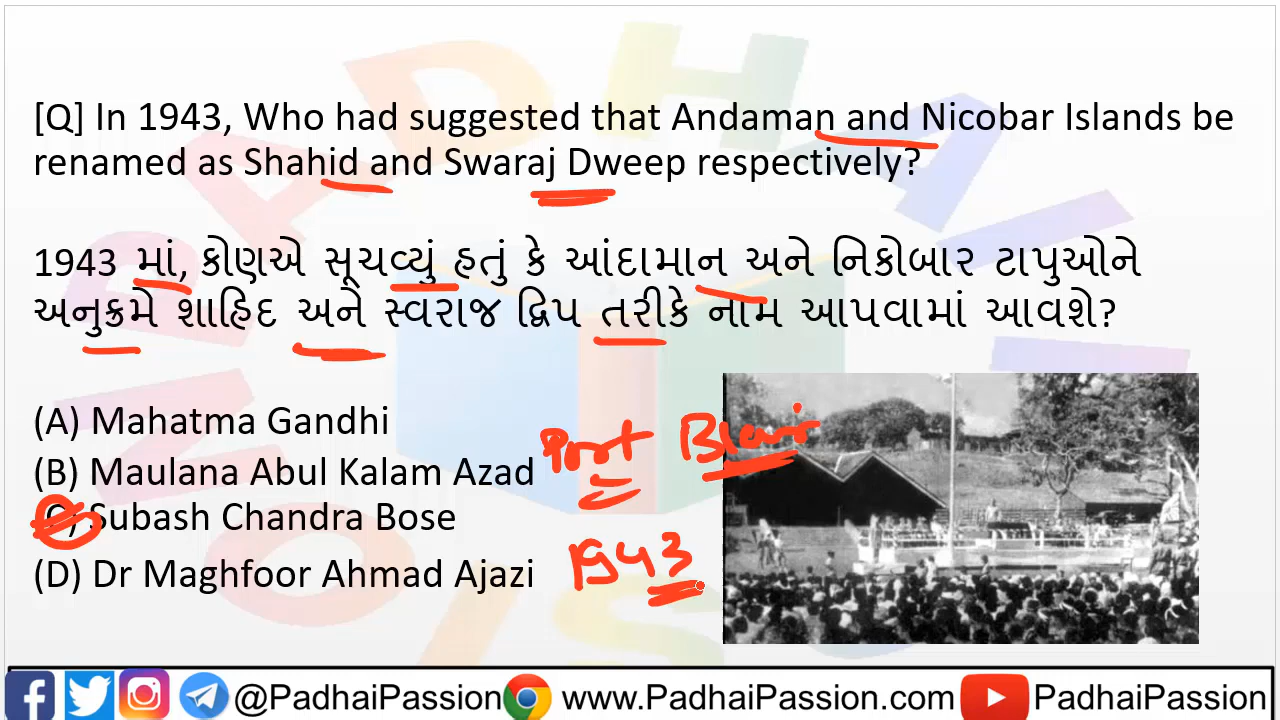 [Q] In 1943, Who had suggested that Andaman and Nicobar Islands be
renamed as Shahid and Swaraj Dweep respectively?
1943 માં, કોણએ સૂચવ્યું હતું કે આંદામાન અને નિકોબાર ટાપુઓને
અનુક્રમે શાહિદ અને સ્વરાજ દ્વિપ તરીકે નામ આપવામાં આવશે?
(A) Mahatma Gandhi
(B) Maulana Abul Kalam Azad
(C) Subash Chandra Bose
(D) Dr Maghfoor Ahmad Ajazi
Port Blair
1943
@PadhaiPassion www.PadhaiPassion.com PadhaiPassion